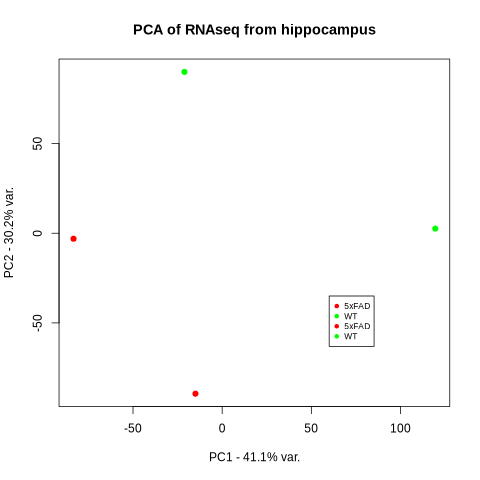 PCA of RNAseq from hippocampus
PC2 - 30.2% var.
50
0
-50
5xFAD
WT
5xFAD
WT
-50 0 50 100
PC1 - 41.1% var.